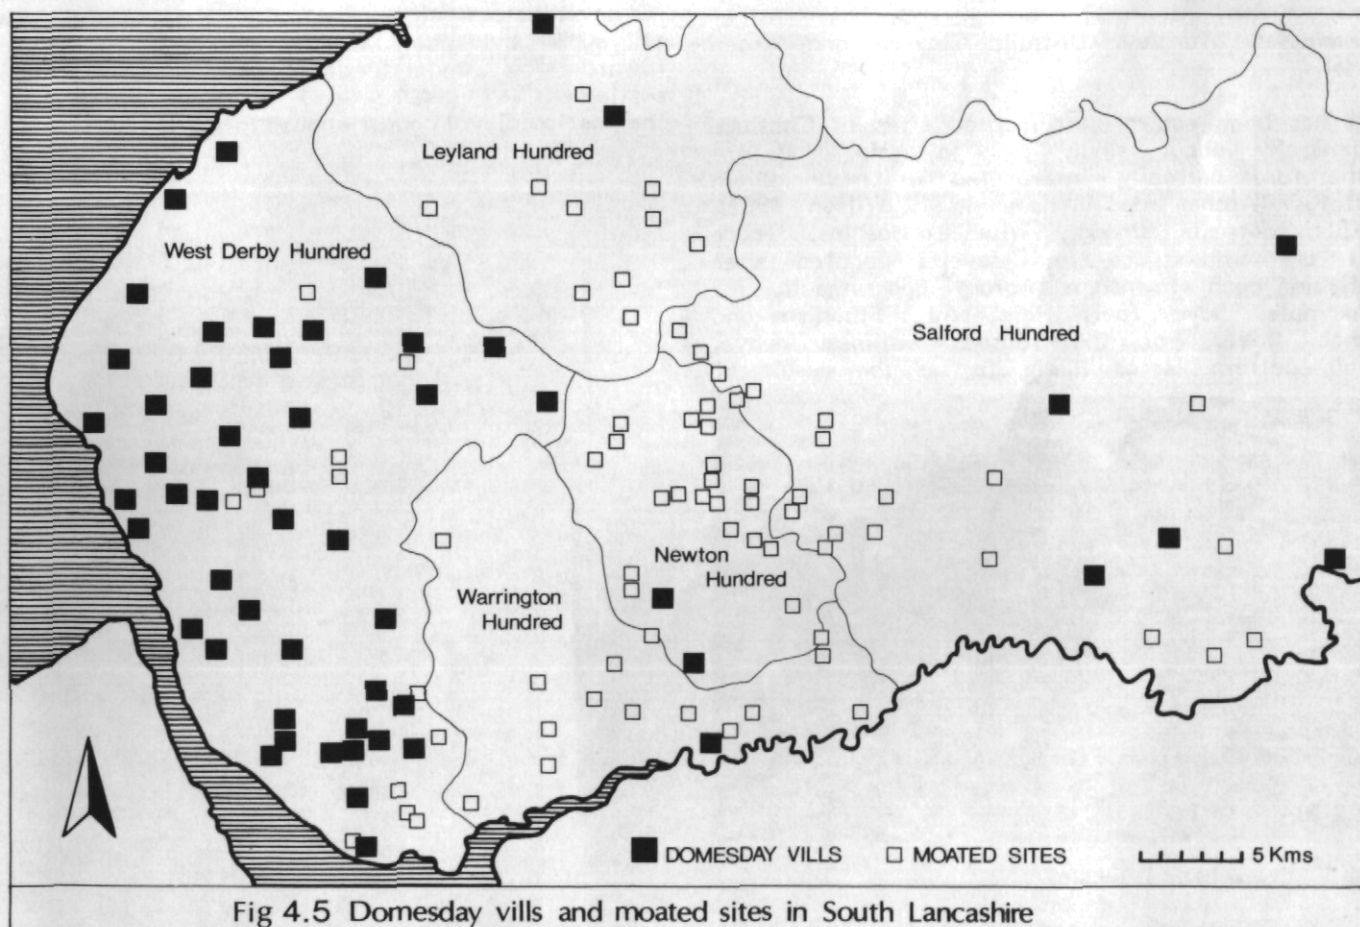 Leyland Hundred
West Derby Hundred
Salford Hundred
Newton
Hundred
Warrington
Hundred
DOMESDAY VILLS
MOATED SITES
5 Kms
Fig 4.5 Domesday vills and moated sites in South Lancashire